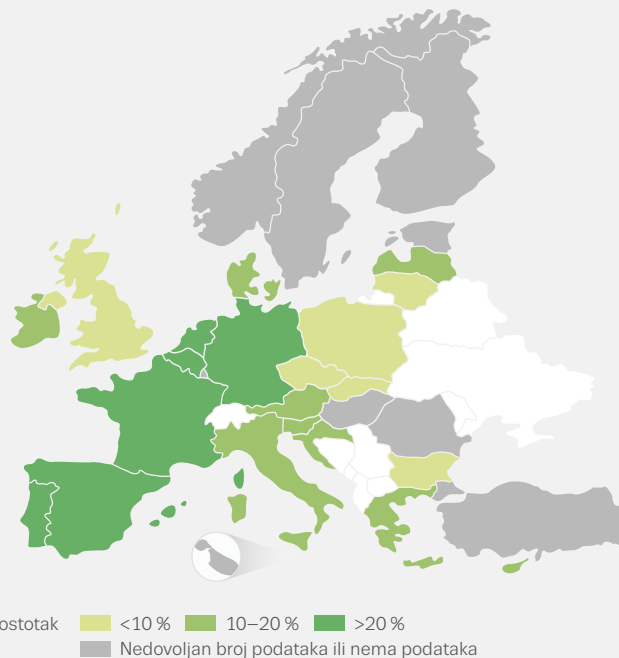 ostotak <10 % 10–20 % >20 %
Nedovoljan broj podataka ili nema podataka